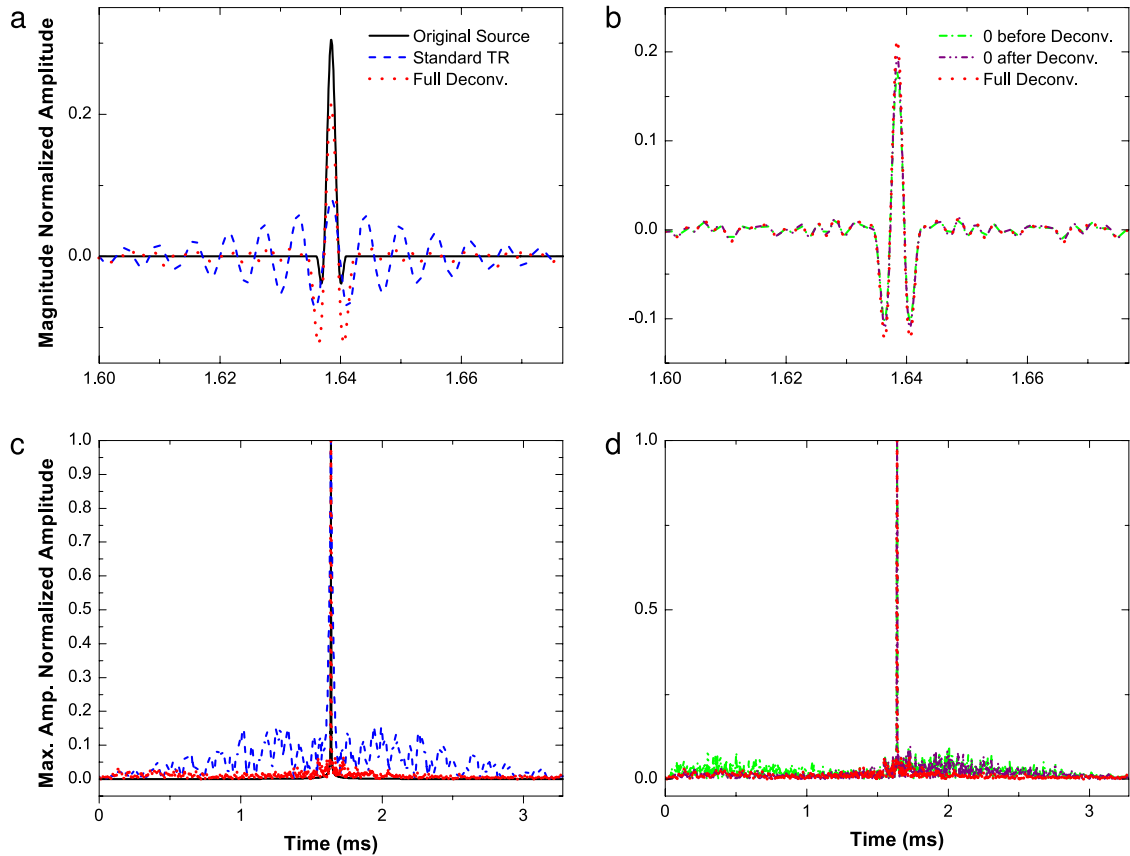 a
Magnitude Normalized Amplitude
0.2
0.0
Original Source
Standard TR
Full Deconv.
1.60
1.62
1.64
1.66
b
0.2
0.1
0.0
-0.1
0 before Deconv.
0 after Deconv.
Full Deconv.
1.60
1.62
1.64
1.66
c
Max. Amp. Normalized Amplitude
1.0
0.9
0.8
0.7
0.6
0.5
0.4
0.3
0.2
0.1
0.0
0
1
2
3
Time (ms)
d
1.0
0.5
0.0
0
1
2
3
Time (ms)